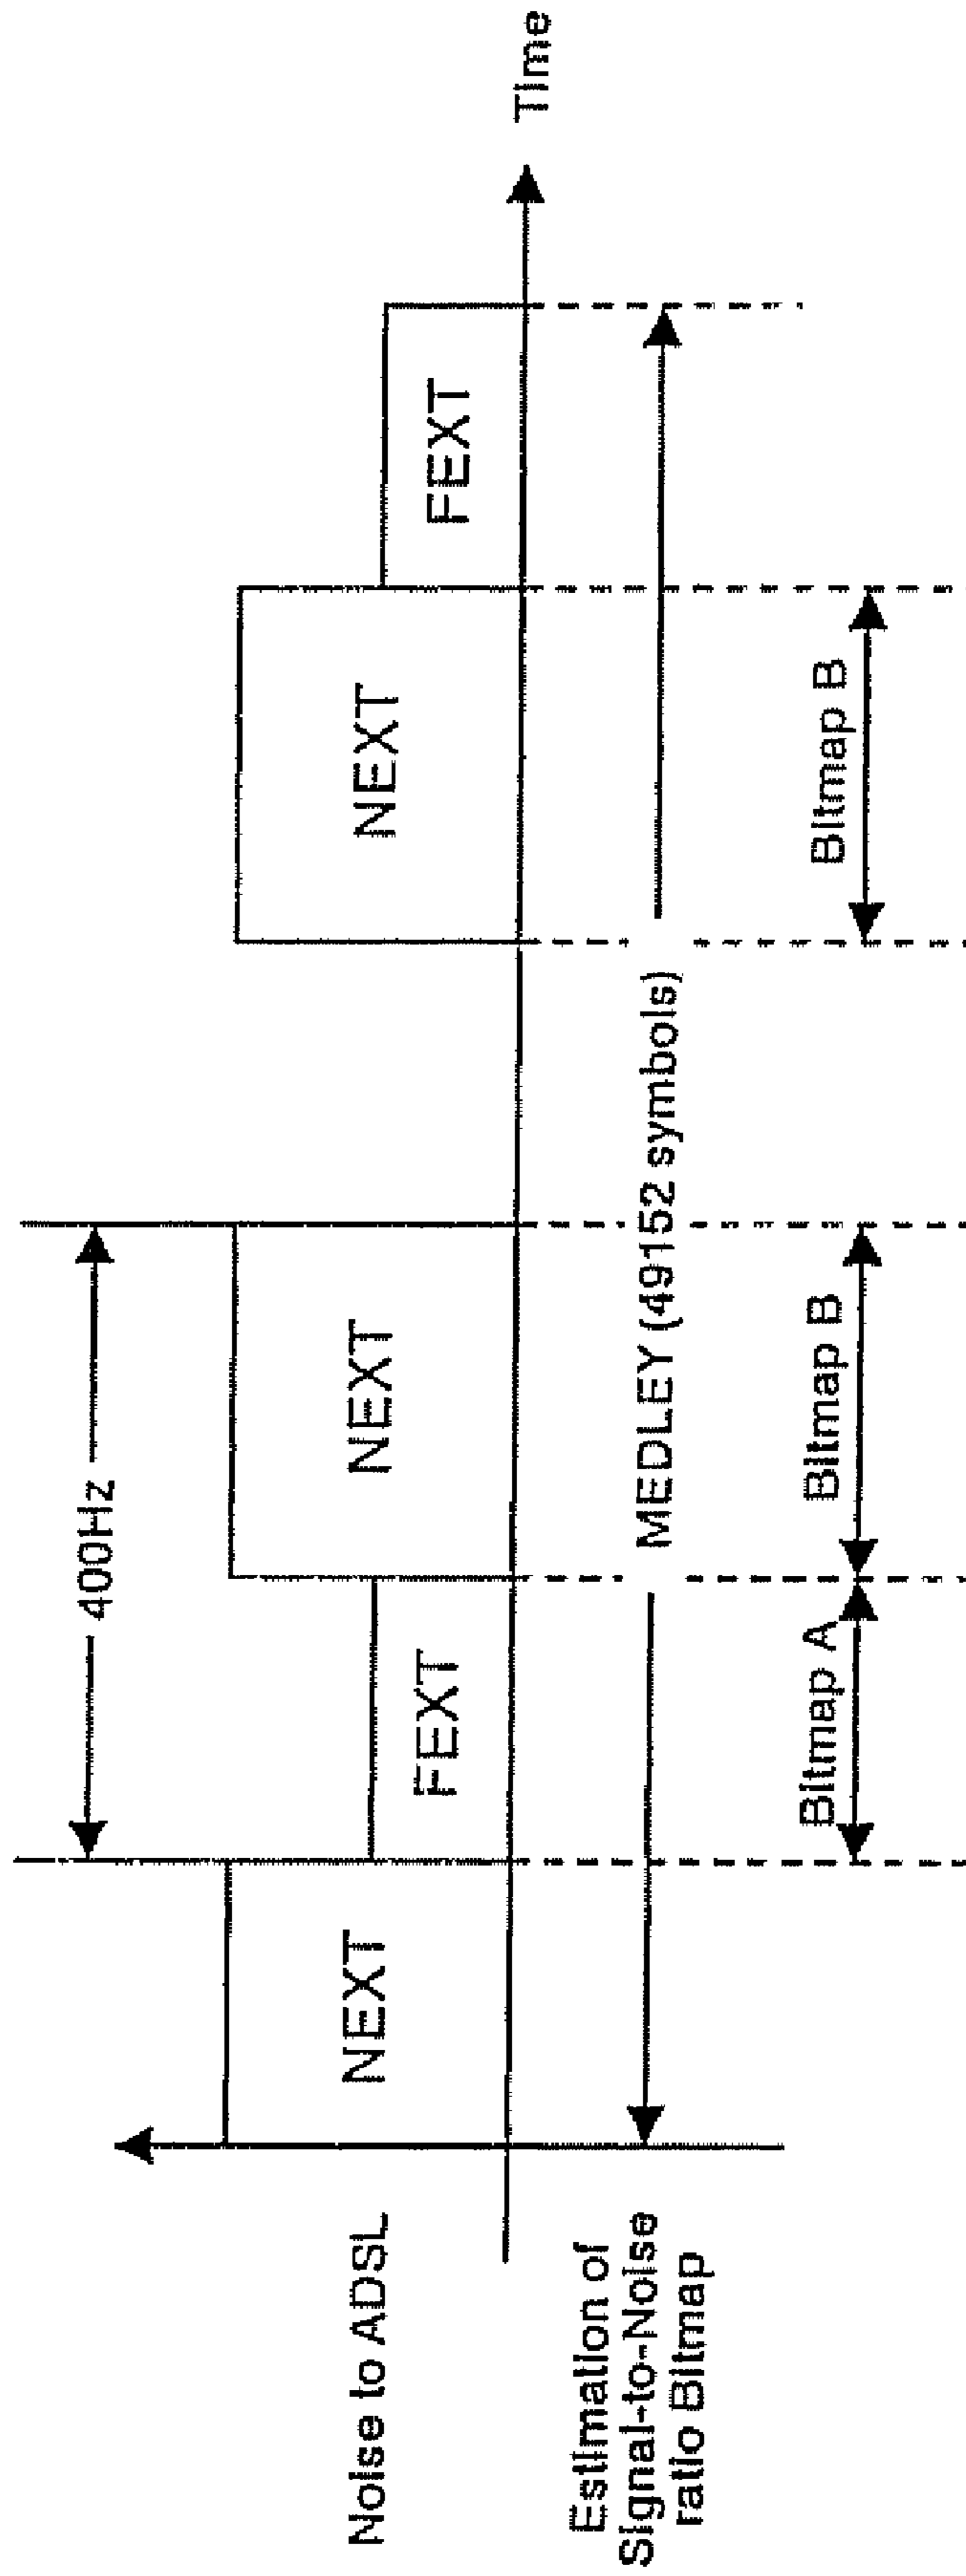 400Hz
Noise to ADSL
NEXT
FEXT
NEXT
NEXT
FEXT
Time
Estimation of
Signal-to-Noise
ratio Bitmap
MEDLEY (49152 symbols)
Bitmap A
Bitmap B
Bitmap B